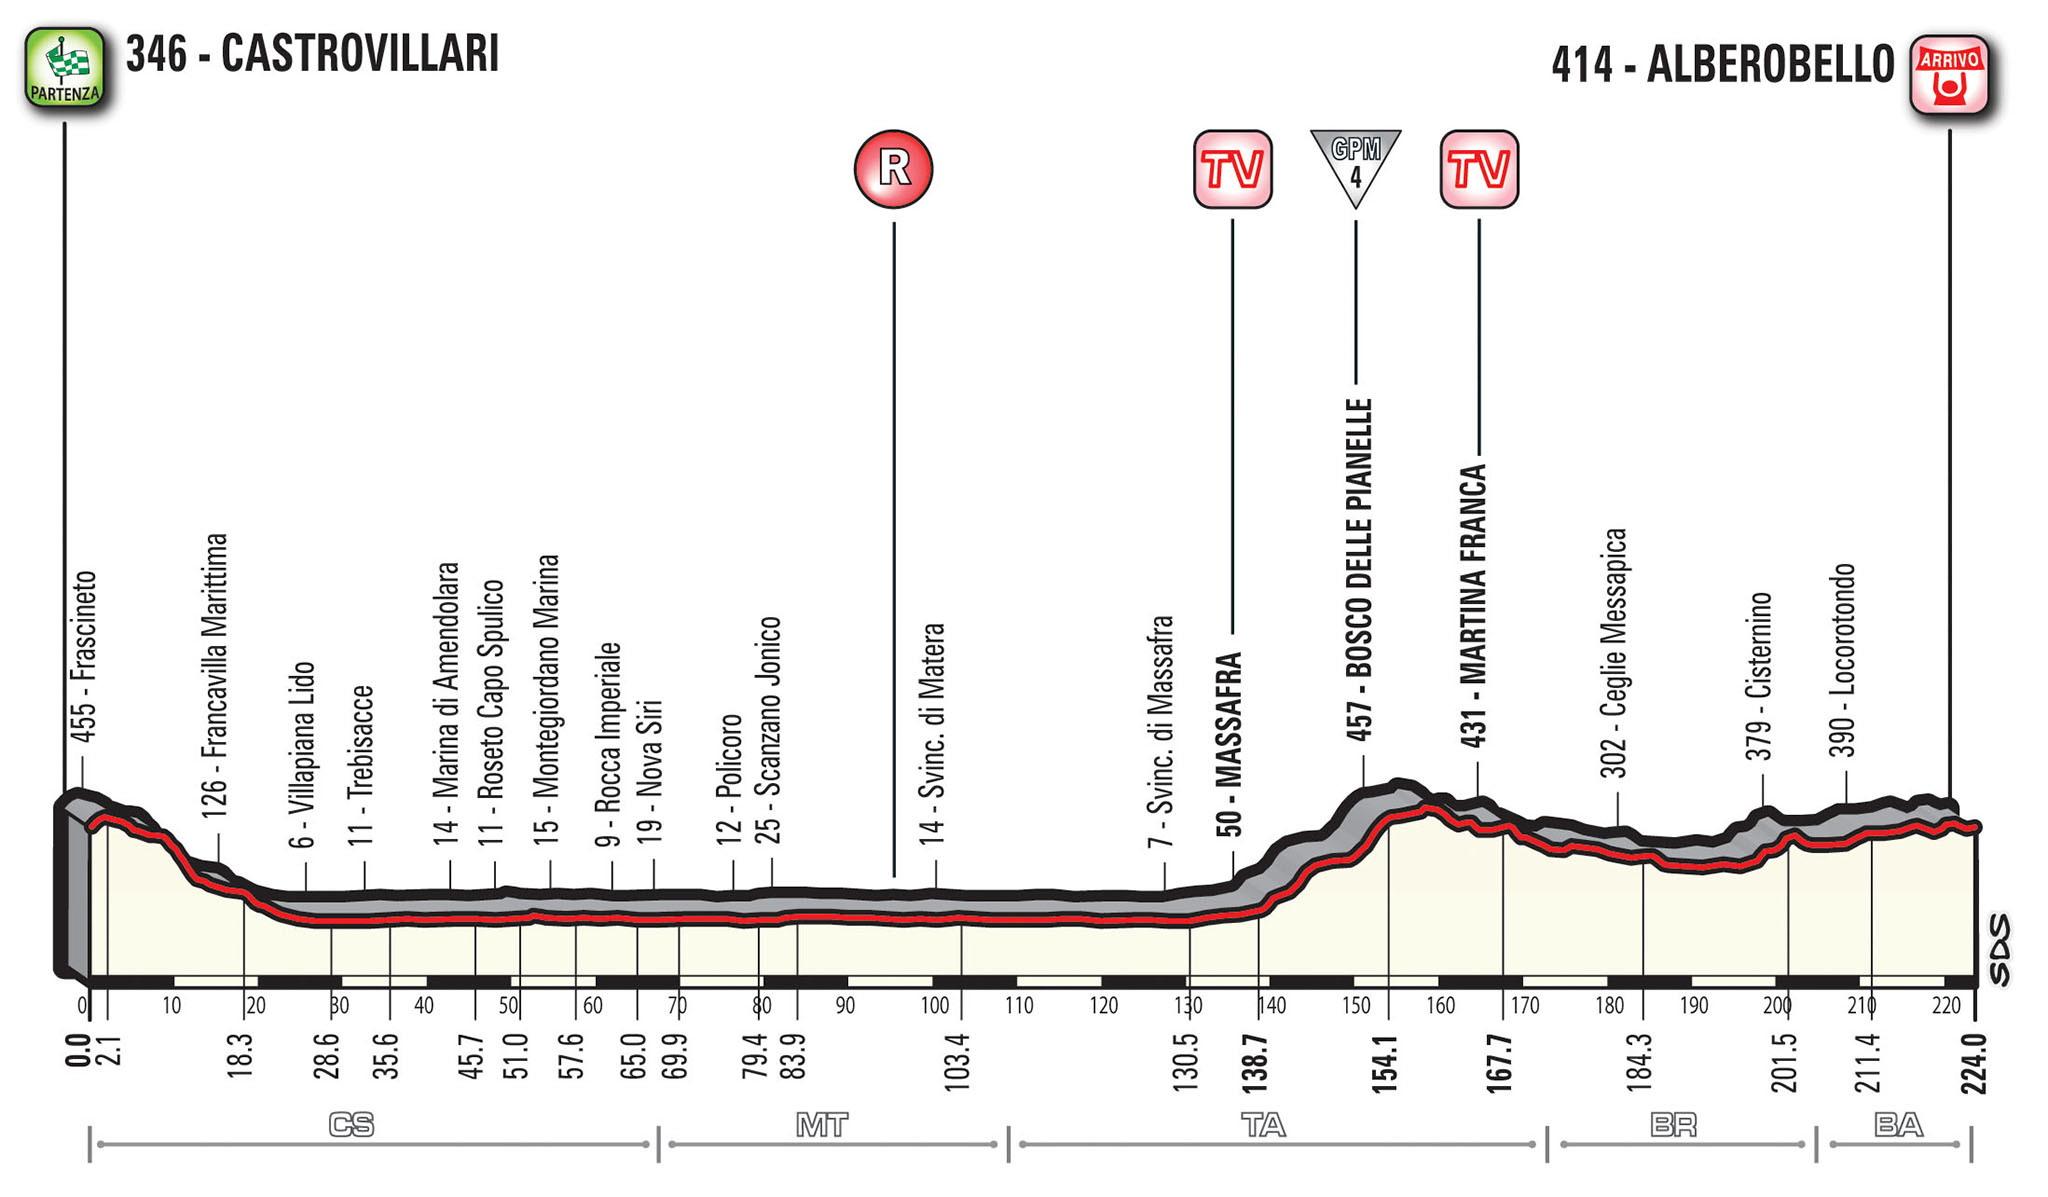 PARTENZA
346 - CASTROVILLARI
414 - ALBEROBELLO
ARRIVO
R
TV
GPM
4
TV
455 - Frascineto
126 - Francavilla Marittima
6 - Villapiana Lido
11 - Trebisacce
14 - Marina di Amendolara
11 - Roseto Capo Spulico
15 - Montegiordano Marina
9 - Rocca Imperiale
19 - Nova Siri
12 - Policoro
25 - Scanzano Jonico
14 - Svinc. di Matera
7 - Svinc. di Massafra
50 - MASSAFRA
457 - BOSCO DELLE PIANELLE
431 - MARTINA FRANCA
302 - Ceglie Messapica
379 - Cisternino
390 - Locorotondo
SDS
0 10 20 30 40 50 60 70 80 90 100 110 120 130 140 150 160 170 180 190 200 210 220
0.0 2.1 18.3 28.6 35.6 45.7 51.0 57.6 65.0 69.9 79.4 83.9 103.4 130.5 138.7 154.1 167.7 184.3 201.5 211.4 224.0
CS MT TA BR BA